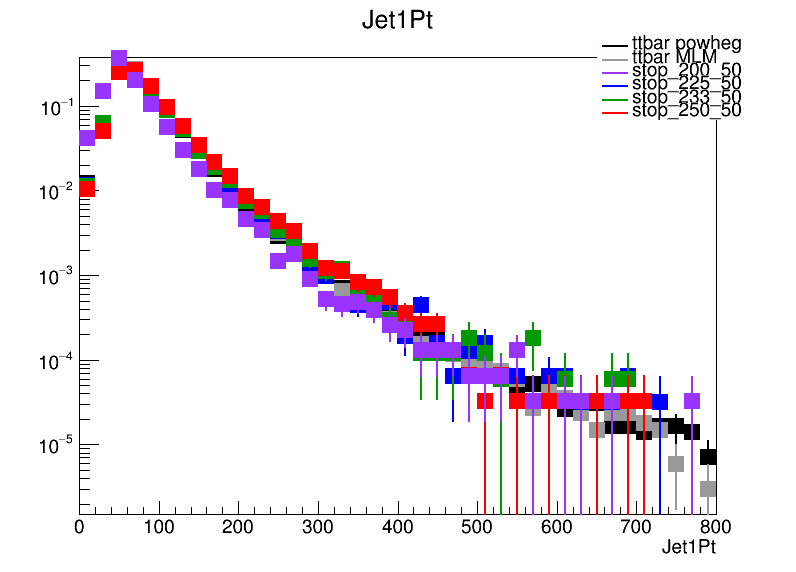 Jet1Pt
ttbar powheg
ttbar MLM
stop_200_50
stop_225_50
stop_233_50
stop_250_50
10⁻¹
10⁻²
10⁻³
10⁻⁴
10⁻⁵
0 100 200 300 400 500 600 700 800
Jet1Pt